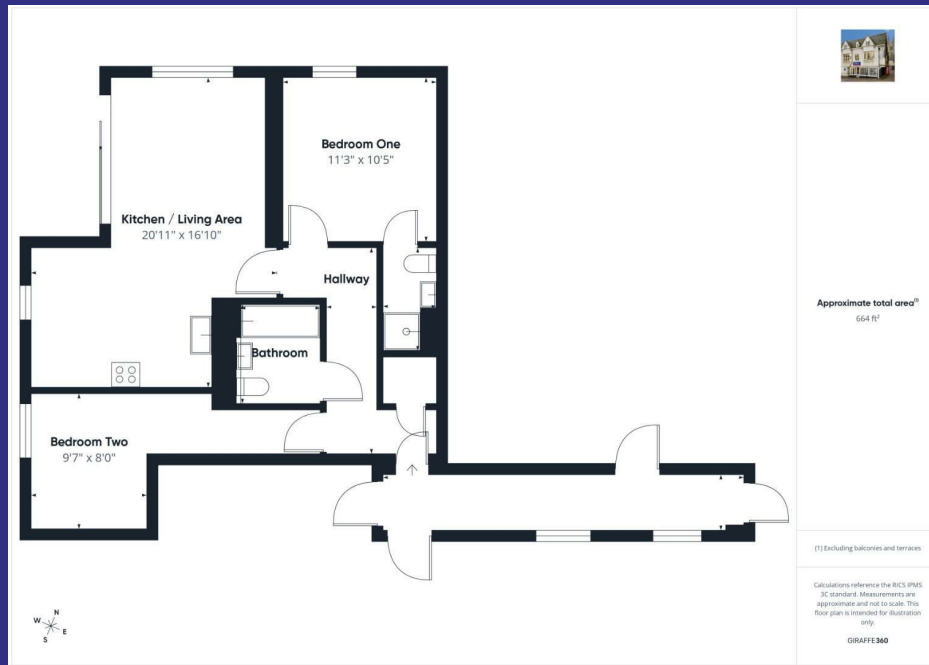 Bedroom One
11'3" x 10'5"
Kitchen / Living Area
20'11" x 16'10"
Hallway
Bathroom
Bedroom Two
9'7" x 8'0"
N
W
E
S
Approximate total area(1)
664 ft²
(1) Excluding balconies and terraces
Calculations reference the RICS IPMS
3C standard. Measurements are
approximate and not to scale. This
floor plan is intended for illustration
only.
GIRAFFE360